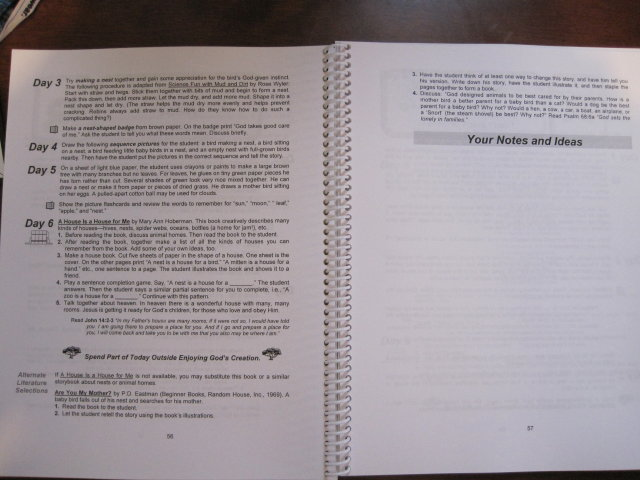 Day 3 Try making a nest together and gain some appreciation for the bird's God-given instinct.
The following procedure is adapted from Science Fun with Mud and Dirt by Rose Wyler:
Start with straw and twigs. Stick them together with bits of mud and begin to form a nest.
Pack this down, then add more straw. Let the mud dry, and add more mud. Shape it into a
nest shape and let dry. (The straw helps the mud dry more evenly and helps prevent
cracking. Robins always add straw to mud. How do they know how to do such a
complicated thing?)
Make a nest-shaped badge from brown paper. On the badge print "God takes good care
of me." Ask the student to tell you what these words mean. Discuss briefly.
Day 4 Draw the following sequence pictures for the student: a bird making a nest, a bird sitting
on a nest, a bird feeding little baby birds in a nest, and an empty nest with full-grown birds
nearby. Then have the student put the pictures in the correct sequence and tell the story.
Day 5 On a sheet of light blue paper, the student uses crayons or paints to make a large brown
tree with many branches but no leaves. For leaves, he glues on tiny green paper pieces he
has torn rather than cut. Several shades of green look very nice mixed together. He can
draw a nest or make it from paper or pieces of dried grass. He draws a mother bird sitting
on her eggs. A pulled-apart cotton ball may be used for clouds.
Show the picture flashcards and review the words to remember for "sun," "moon," "leaf,"
"apple," and "nest."
Day 6 A House Is a House for Me by Mary Ann Hoberman. This book creatively describes many
kinds of houses—hives, nests, spider webs, oceans, bottles (a home for jam!), etc.
1. Before reading the book, discuss animal homes. Then read the book to the student.
2. After reading the book, together make a list of all the kinds of houses you can
remember from the book. Add some of your own ideas, too.
3. Make a house book. Cut five sheets of paper in the shape of a house. One sheet is the
cover. On the other pages print "A nest is a house for a bird," "A mitten is a house for a
hand," etc., one sentence to a page. The student illustrates the book and shows it to a
friend.
4. Play a sentence completion game. Say, "A nest is a house for a ______." The student
answers. Then the student says a similar partial sentence for you to complete, i.e., "A
zoo is a house for a ______." Continue with this pattern.
5. Talk together about heaven. In heaven there is a wonderful house with many, many
rooms. Jesus is getting it ready for God's children, for those who love and obey Him.
Read John 14:2-3 "In my Father's house are many rooms; if it were not so, I would have told
you. I am going there to prepare a place for you. And if I go and prepare a place for
you, I will come back and take you to be with me that you also may be where I am."
Spend Part of Today Outside Enjoying God's Creation.
Alternate
Literature
Selections
If A House Is a House for Me is not available, you may substitute this book or a similar
storybook about nests or animal homes.
Are You My Mother? by P.D. Eastman (Beginner Books, Random House, Inc., 1969). A
baby bird falls out of his nest and searches for his mother.
1. Read the book to the student.
2. Let the student retell the story using the book's illustrations.
56
3. Have the student think of at least one way to change this story, and have him tell you
his version. Write down his story, have the student illustrate it, and then staple the
pages together to form a book.
4. Discuss: "God designed animals to be best cared for by their parents. How is a
mother bird a better parent for a baby bird than a cat? Would a dog be the best
parent for a baby bird? Why not? Would a hen, a cow, a car, a boat, an airplane, or
a 'Snort' (the steam shovel) be best? Why not?" Read Psalm 68:6a "God sets the
lonely in families."
Your Notes and Ideas
57